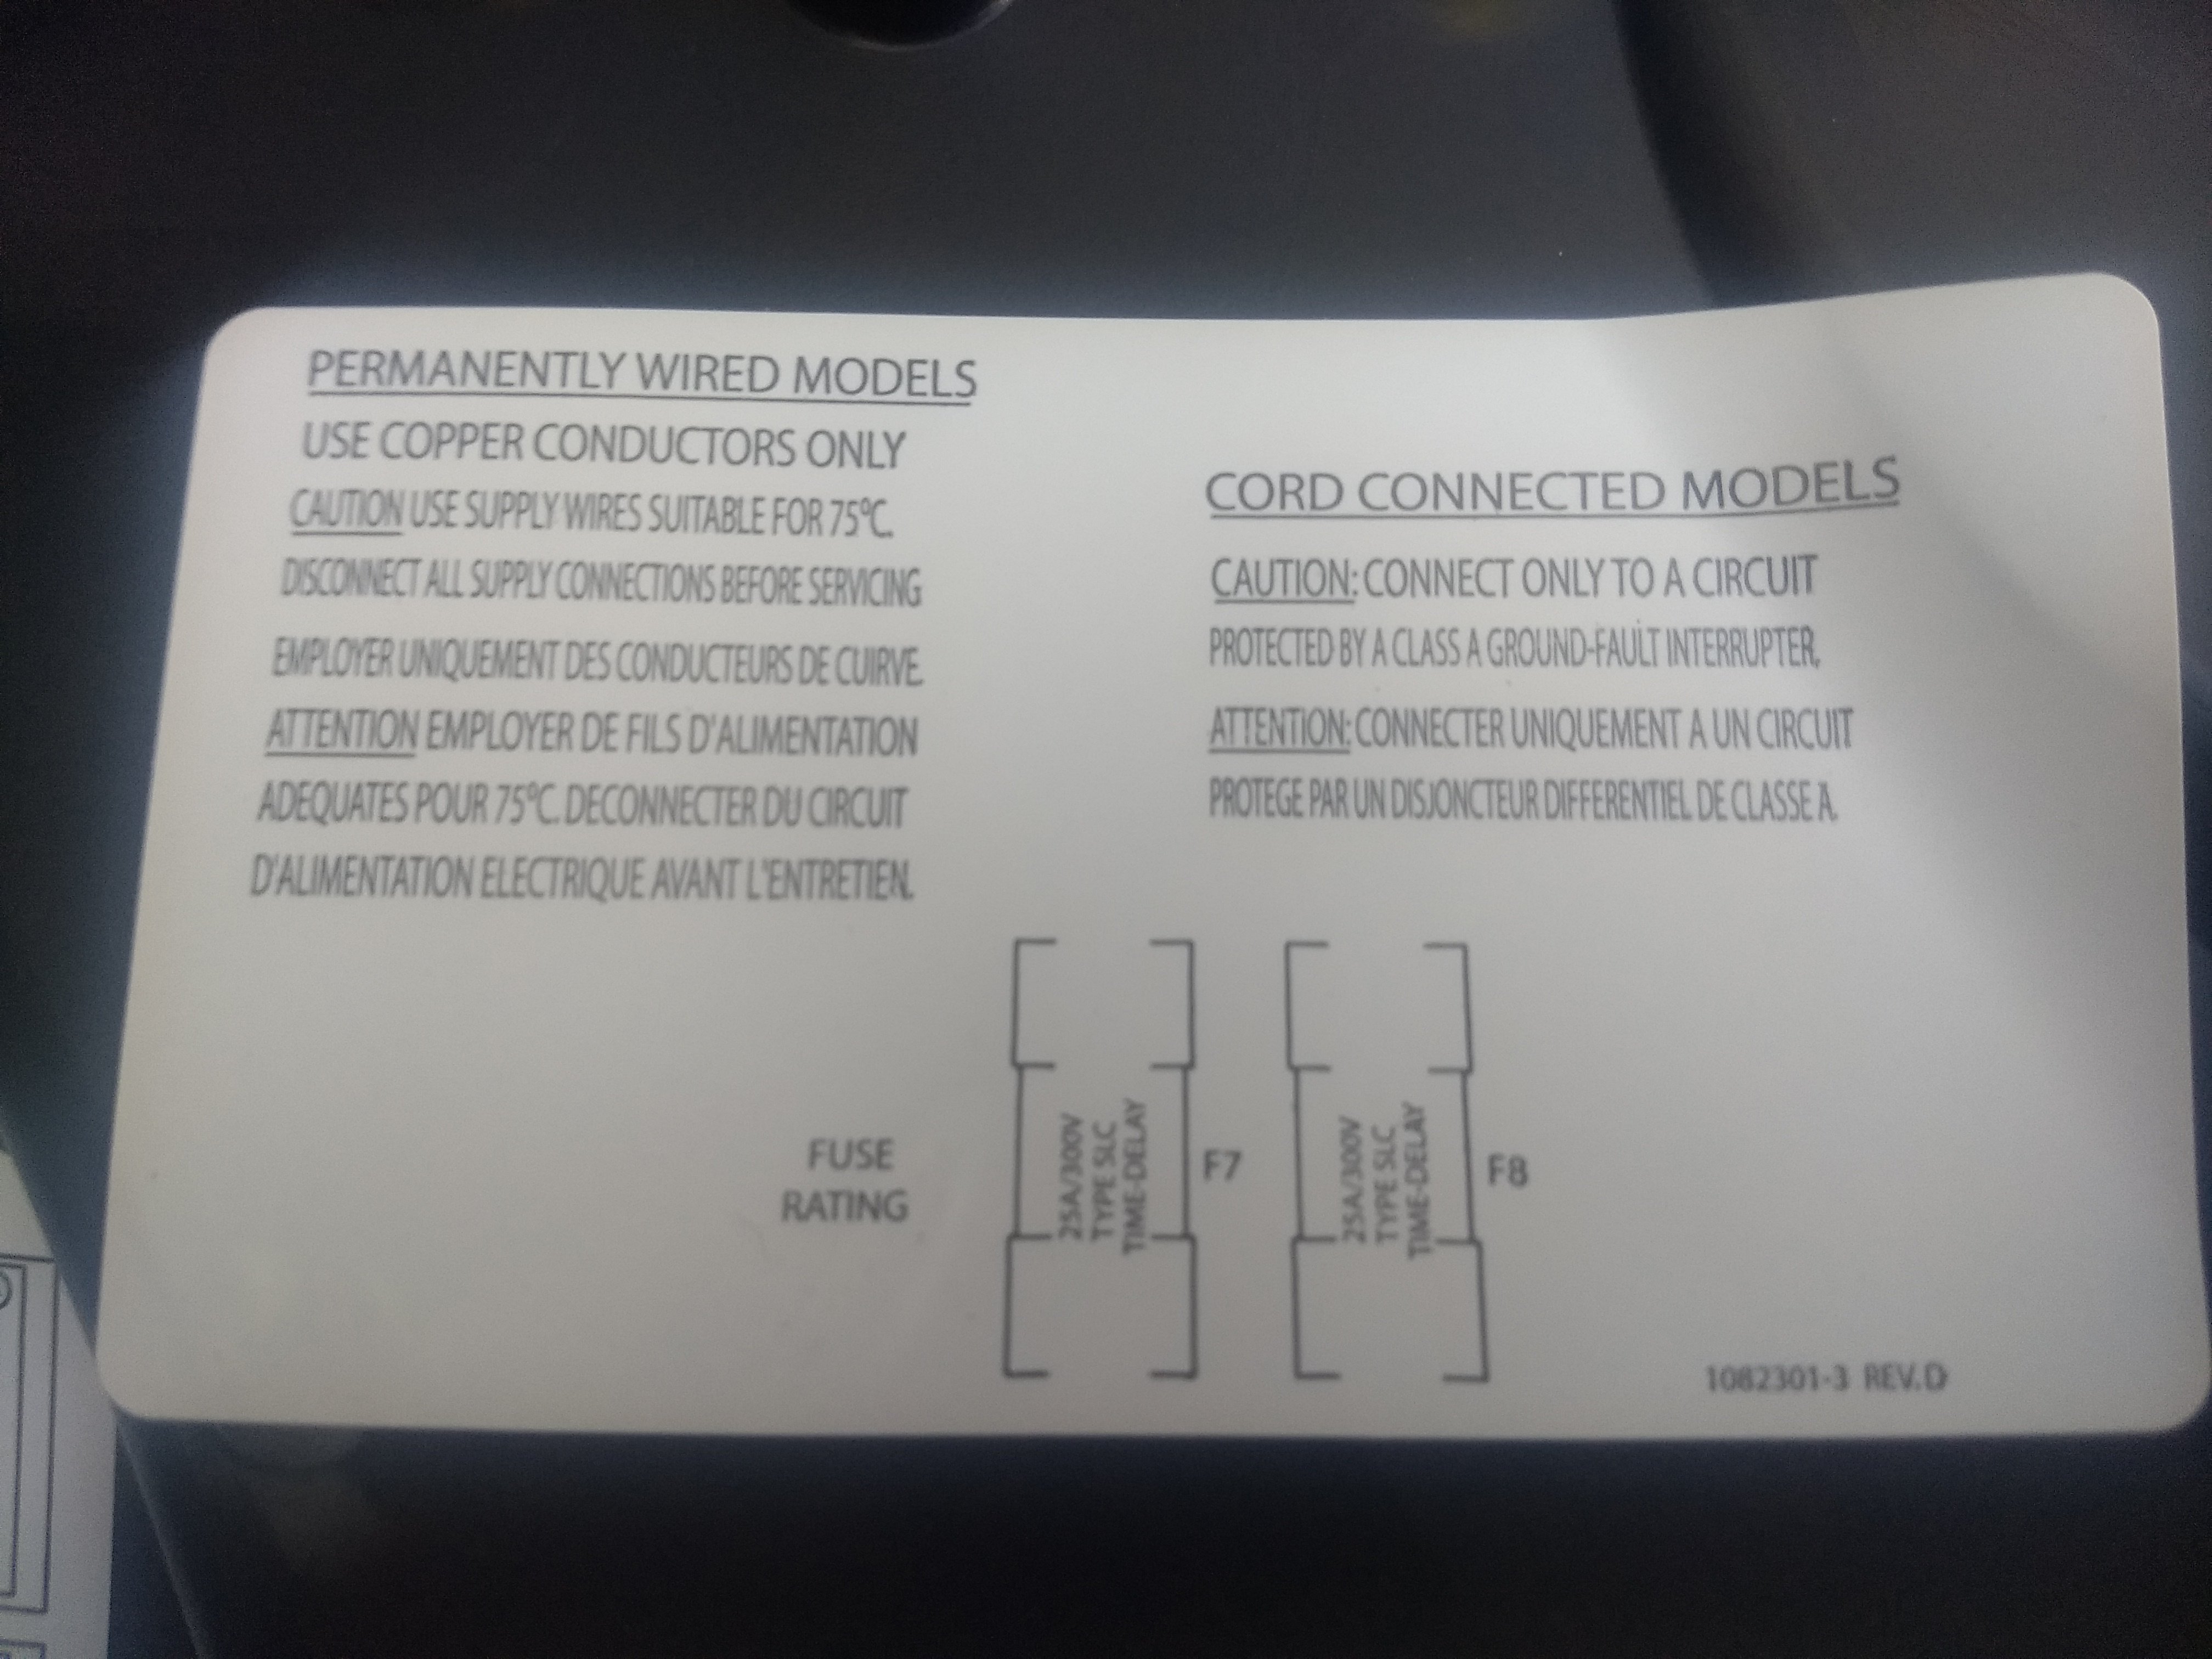 PERMANENTLY WIRED MODELS
USE COPPER CONDUCTORS ONLY
CAUTION USE SUPPLY WIRES SUITABLE FOR 75°C.
DISCONNECT ALL SUPPLY CONNECTIONS BEFORE SERVICING
EMPLOYER UNIQUEMENT DES CONDUCTEURS DE CUIRVE.
ATTENTION EMPLOYER DE FILS D'ALIMENTATION
ADEQUATES POUR 75°C. DECONNECTER DU CIRCUIT
D'ALIMENTATION ELECTRIQUE AVANT L'ENTRETIEN.
CORD CONNECTED MODELS
CAUTION: CONNECT ONLY TO A CIRCUIT
PROTECTED BY A CLASS A GROUND-FAULT INTERRUPTER.
ATTENTION: CONNECTER UNIQUEMENT A UN CIRCUIT
PROTEGE PAR UN DISJONCTEUR DIFFERENTIEL DE CLASSE A.
FUSE
RATING
25A/300V
TYPE SLC
TIME-DELAY
F7
25A/300V
TYPE SLC
TIME-DELAY
F8
1082301-3 REV.D